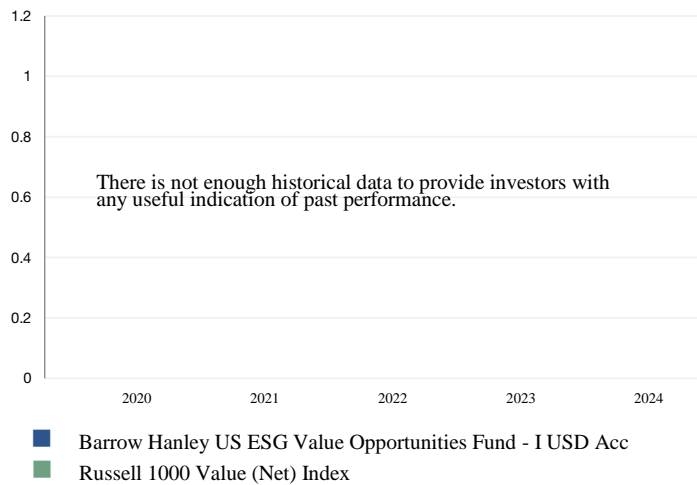 1.2
1
0.8
There is not enough historical data to provide investors with
0.6
any useful indication of past performance.
0.4
0.2
0
2020 2021 2022 2023 2024
Barrow Hanley US ESG Value Opportunities Fund - I USD Acc
Russell 1000 Value (Net) Index